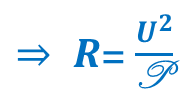 ⇒ R= U²/𝒫